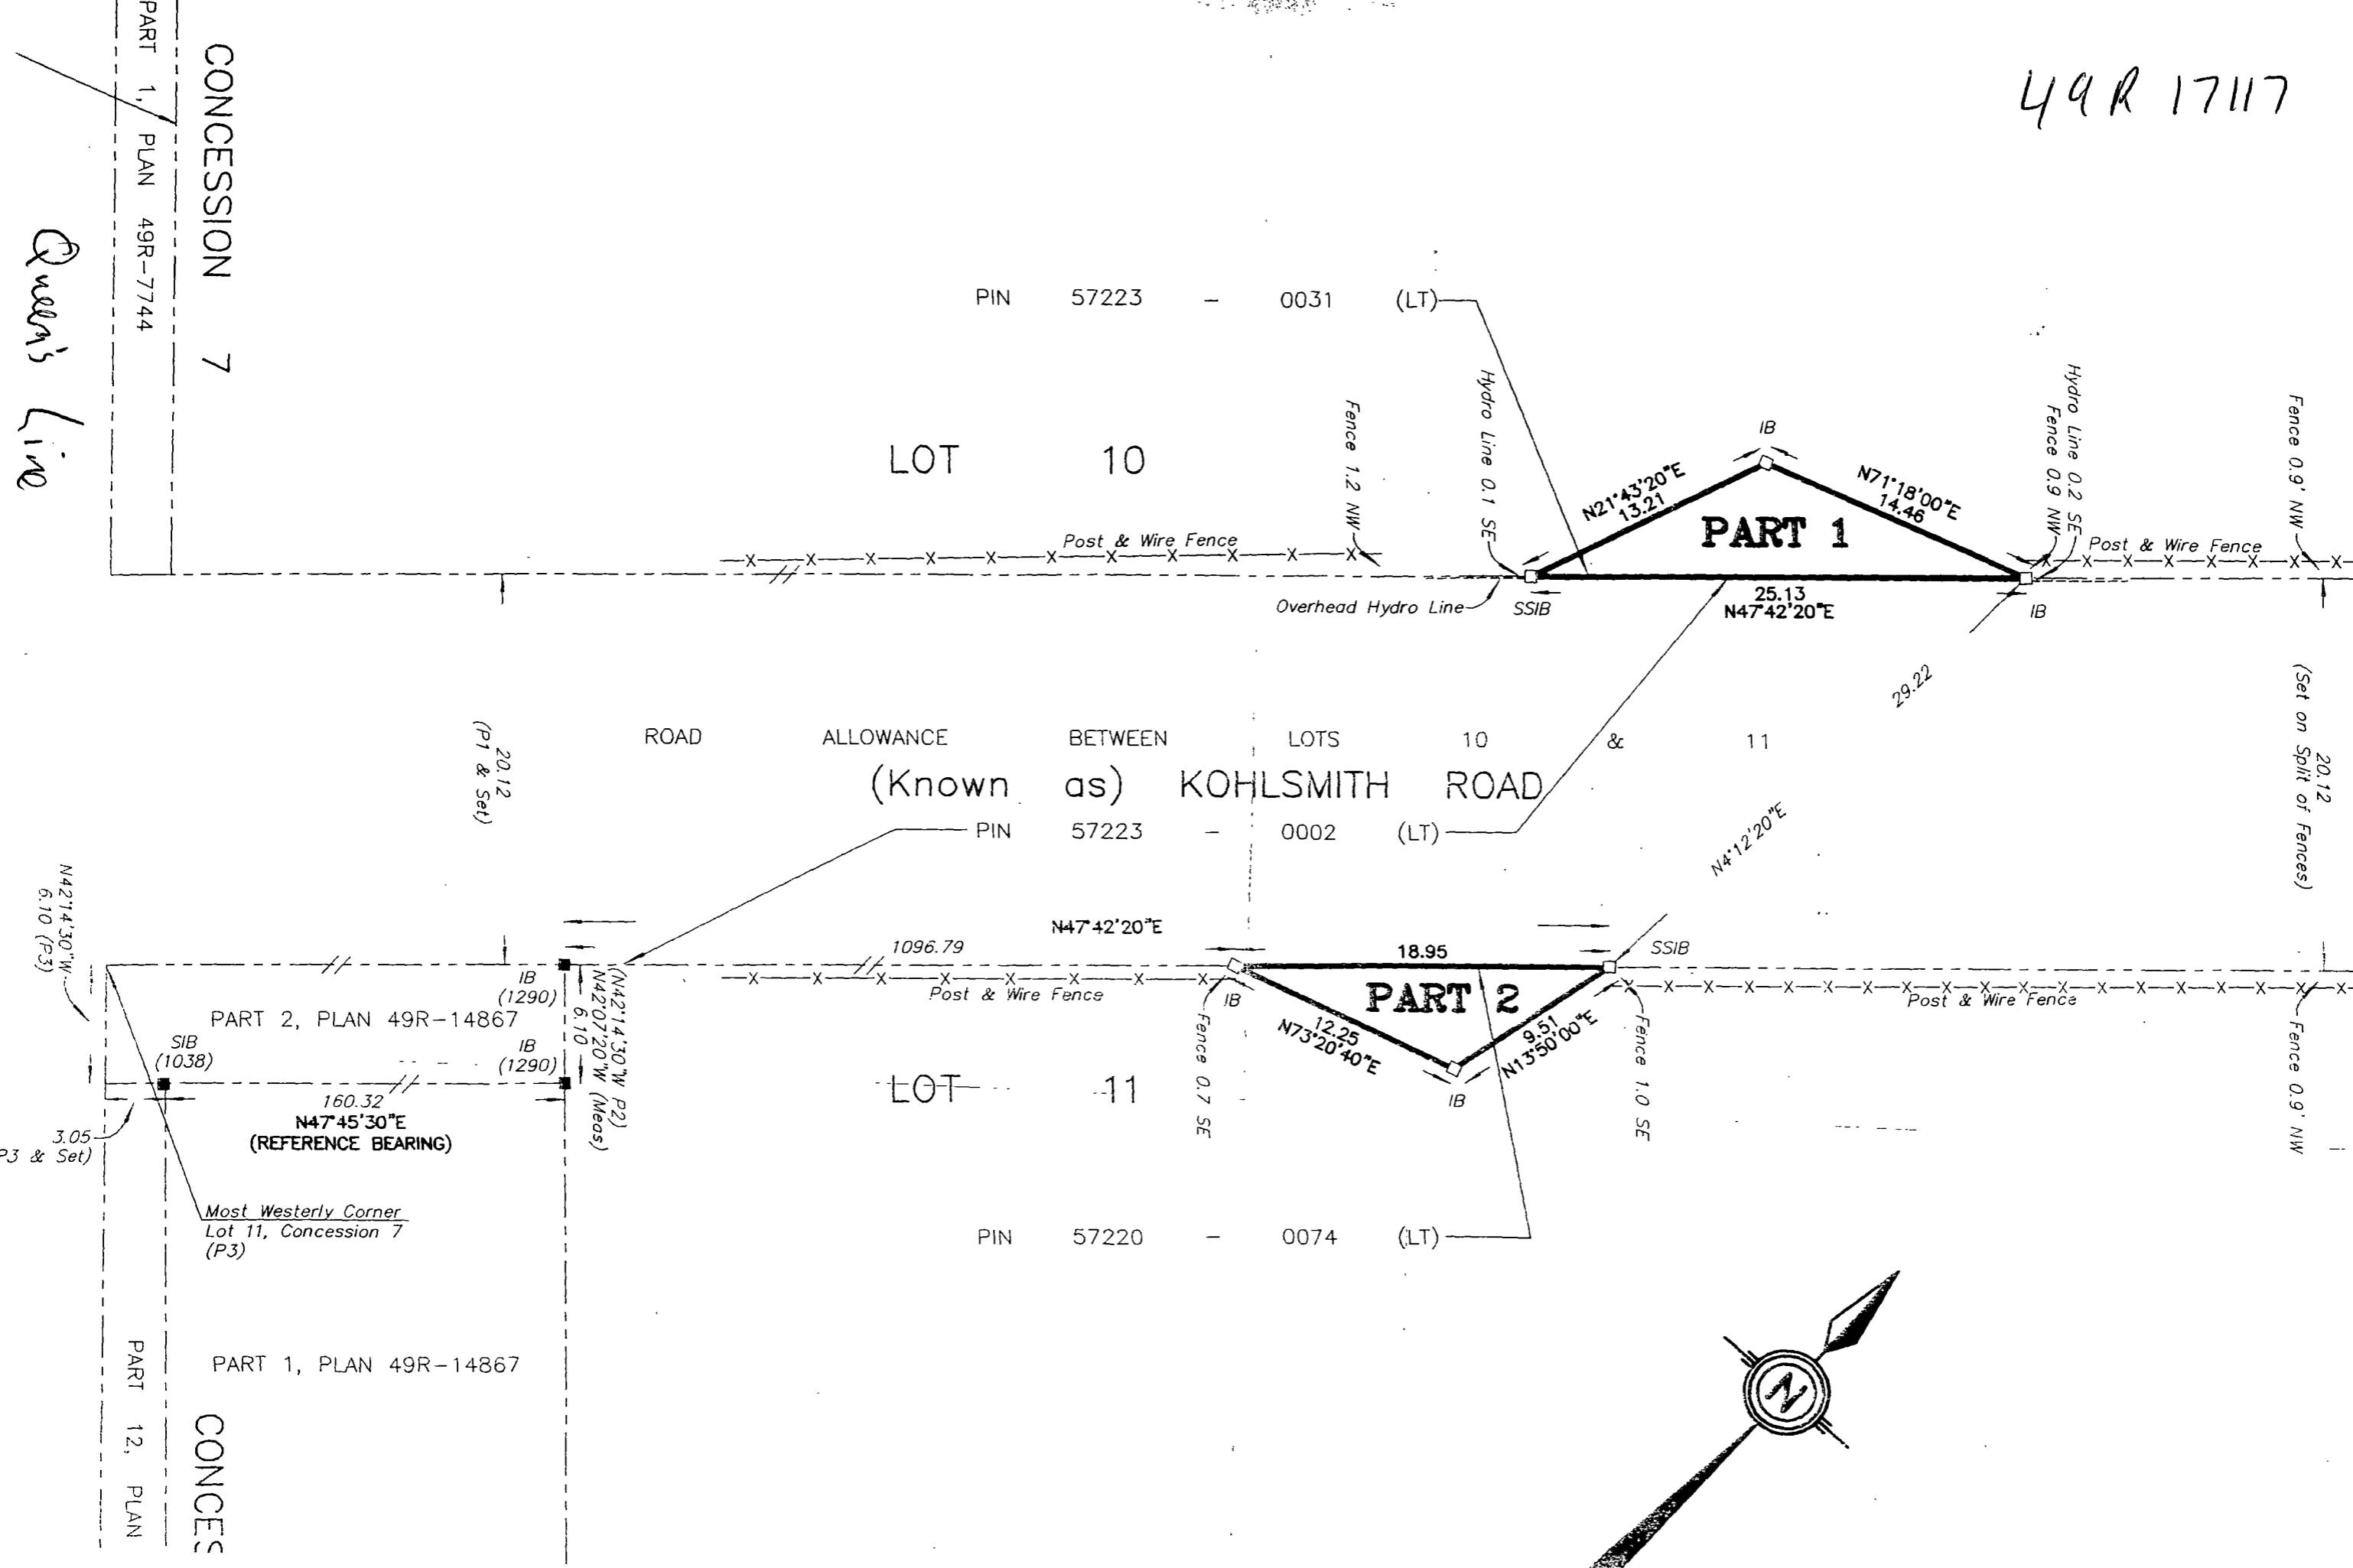 49R 17117
PART 1, PLAN 49R-7744
CONCESSION 7
Queen's Line
PIN 57223 - 0031 (LT)
LOT 10
Fence 1.2 NW
Hydro Line 0.1 SE
IB
N21°43'20"E
13.21
N71°18'00"E
14.46
PART 1
Hydro Line 0.2 SE
Fence 0.9 NW
Fence 0.9' NW
Post & Wire Fence
Post & Wire Fence
Overhead Hydro Line
SSIB
25.13
N47°42'20"E
IB
29.22
20.12
(P1 & Set)
ROAD ALLOWANCE BETWEEN LOTS 10 & 11
(Known as) KOHLSMITH ROAD
PIN 57223 - 0002 (LT)
N4°12'20"E
20.12
(Set on Split of Fences)
N42°14'30"W
6.10 (P3)
1096.79
N47°42'20"E
18.95
SSIB
IB
(1290)
6.10
(N42°14'30"W P2)
N42°07'20"W (Meas)
Post & Wire Fence
IB
PART 2
Post & Wire Fence
PART 2, PLAN 49R-14867
SIB
(1038)
IB
(1290)
Fence 0.7 SE
12.25
N73°20'40"E
9.51
N13°50'00"E
Fence 1.0 SE
Fence 0.9' NW
LOT 11
IB
160.32
N47°45'30"E
(REFERENCE BEARING)
3.05
P3 & Set)
Most Westerly Corner
Lot 11, Concession 7
(P3)
PIN 57220 - 0074 (LT)
PART 1, PLAN 49R-14867
PART 12, PLAN
CONCES
N